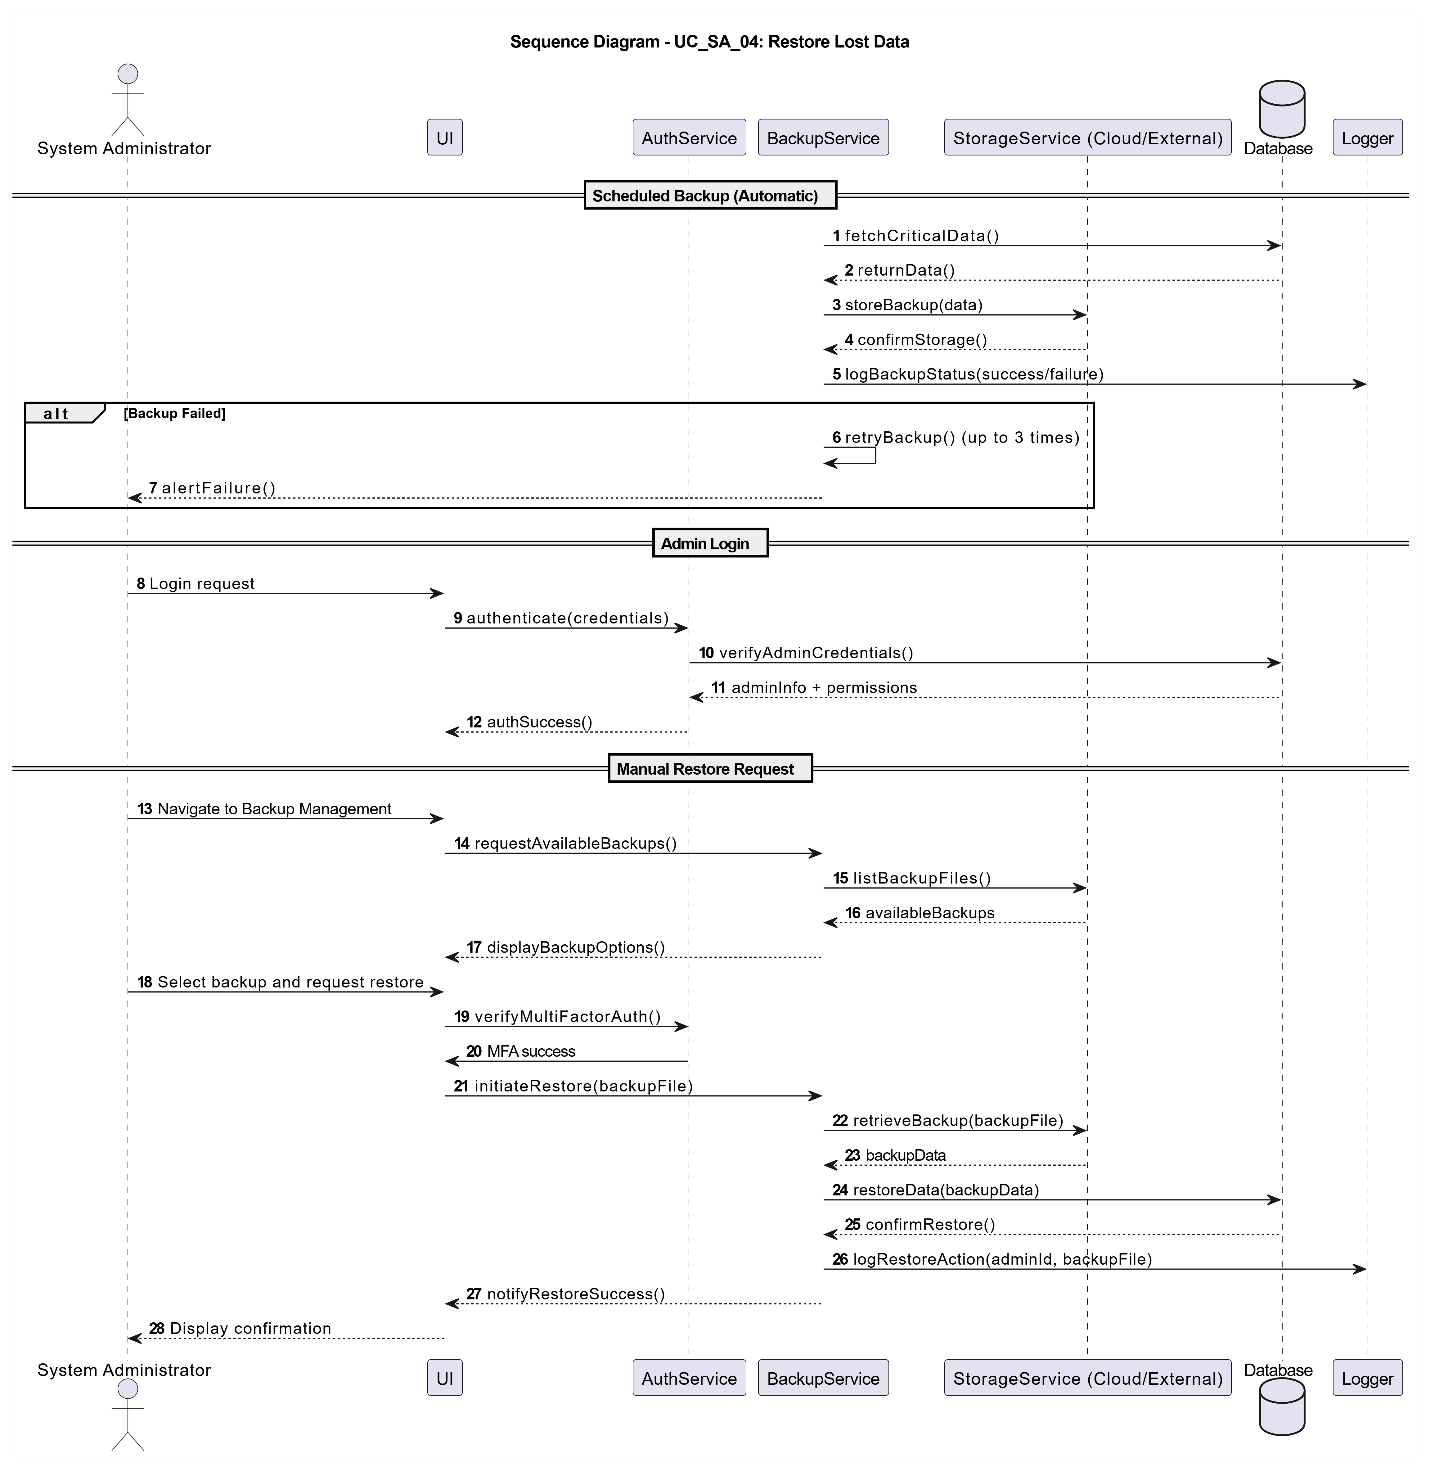 Sequence Diagram - UC_SA_04: Restore Lost Data
System Administrator
UI
AuthService
BackupService
StorageService (Cloud/External)
Database
Logger
Scheduled Backup (Automatic)
1 fetchCriticalData()
2 returnData()
3 storeBackup(data)
4 confirmStorage()
5 logBackupStatus(success/failure)
alt [Backup Failed]
6 retryBackup() (up to 3 times)
7 alertFailure()
Admin Login
8 Login request
9 authenticate(credentials)
10 verifyAdminCredentials()
11 adminInfo + permissions
12 authSuccess()
Manual Restore Request
13 Navigate to Backup Management
14 requestAvailableBackups()
15 listBackupFiles()
16 availableBackups
17 displayBackupOptions()
18 Select backup and request restore
19 verifyMultiFactorAuth()
20 MFA success
21 initiateRestore(backupFile)
22 retrieveBackup(backupFile)
23 backupData
24 restoreData(backupData)
25 confirmRestore()
26 logRestoreAction(adminId, backupFile)
27 notifyRestoreSuccess()
28 Display confirmation
System Administrator
UI
AuthService
BackupService
StorageService (Cloud/External)
Database
Logger